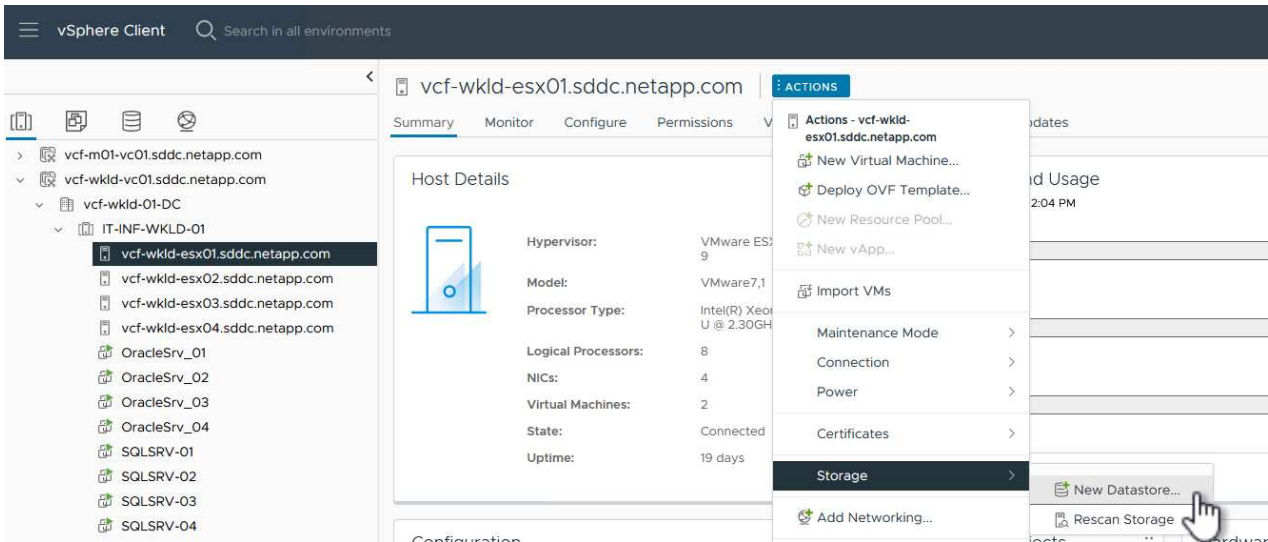 vSphere Client
Search in all environments
vcf-m01-vc01.sddc.netapp.com
vcf-wkld-vc01.sddc.netapp.com
vcf-wkld-01-DC
IT-INF-WKLD-01
vcf-wkld-esx01.sddc.netapp.com
vcf-wkld-esx02.sddc.netapp.com
vcf-wkld-esx03.sddc.netapp.com
vcf-wkld-esx04.sddc.netapp.com
OracleSrv_01
OracleSrv_02
OracleSrv_03
OracleSrv_04
SQLSRV-01
SQLSRV-02
SQLSRV-03
SQLSRV-04
vcf-wkld-esx01.sddc.netapp.com
ACTIONS
Summary Monitor Configure Permissions V
Host Details
Hypervisor: VMware ESX
9
Model: VMware7,1
Processor Type: Intel(R) Xeon
U @ 2.30GH
Logical Processors: 8
NICs: 4
Virtual Machines: 2
State: Connected
Uptime: 19 days
Actions - vcf-wkld-
esx01.sddc.netapp.com
New Virtual Machine...
Deploy OVF Template...
New Resource Pool...
New vApp...
Import VMs
Maintenance Mode
Connection
Power
Certificates
Storage
Add Networking...
New Datastore...
Rescan Storage
pdates
nd Usage
2:04 PM
Configuration